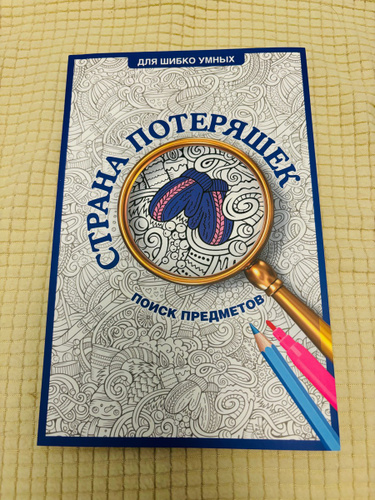 ДЛЯ ШИБКО УМНЫХ
СТРАНА ПОТЕРЯШЕК
ПОИСК ПРЕДМЕТОВ